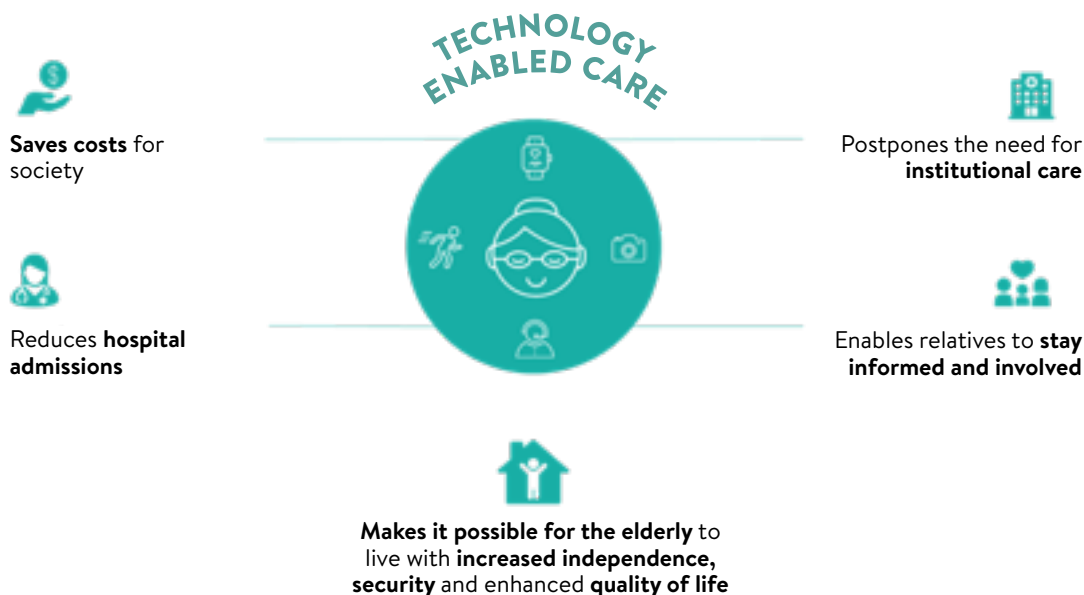 TECHNOLOGY
ENABLED CARE
Saves costs for
society
Postpones the need for
institutional care
Reduces hospital
admissions
Enables relatives to stay
informed and involved
Makes it possible for the elderly to
live with increased independence,
security and enhanced quality of life